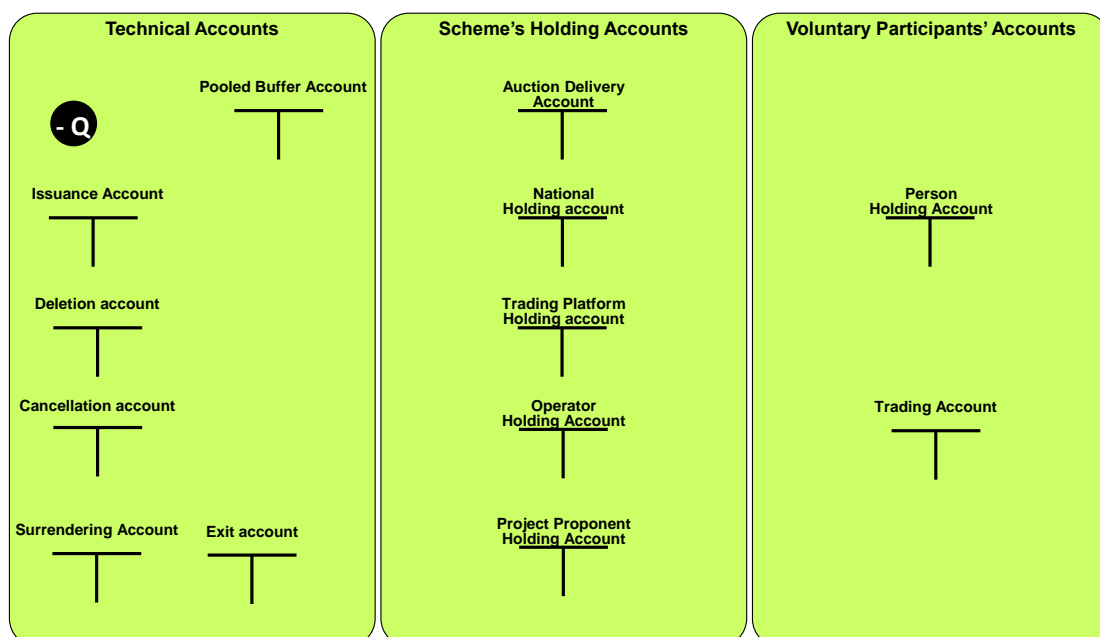 Technical Accounts
Pooled Buffer Account
- Q
Issuance Account
Deletion account
Cancellation account
Surrendering Account
Exit account
Scheme's Holding Accounts
Auction Delivery
Account
National
Holding account
Trading Platform
Holding account
Operator
Holding Account
Project Proponent
Holding Account
Voluntary Participants' Accounts
Person
Holding Account
Trading Account